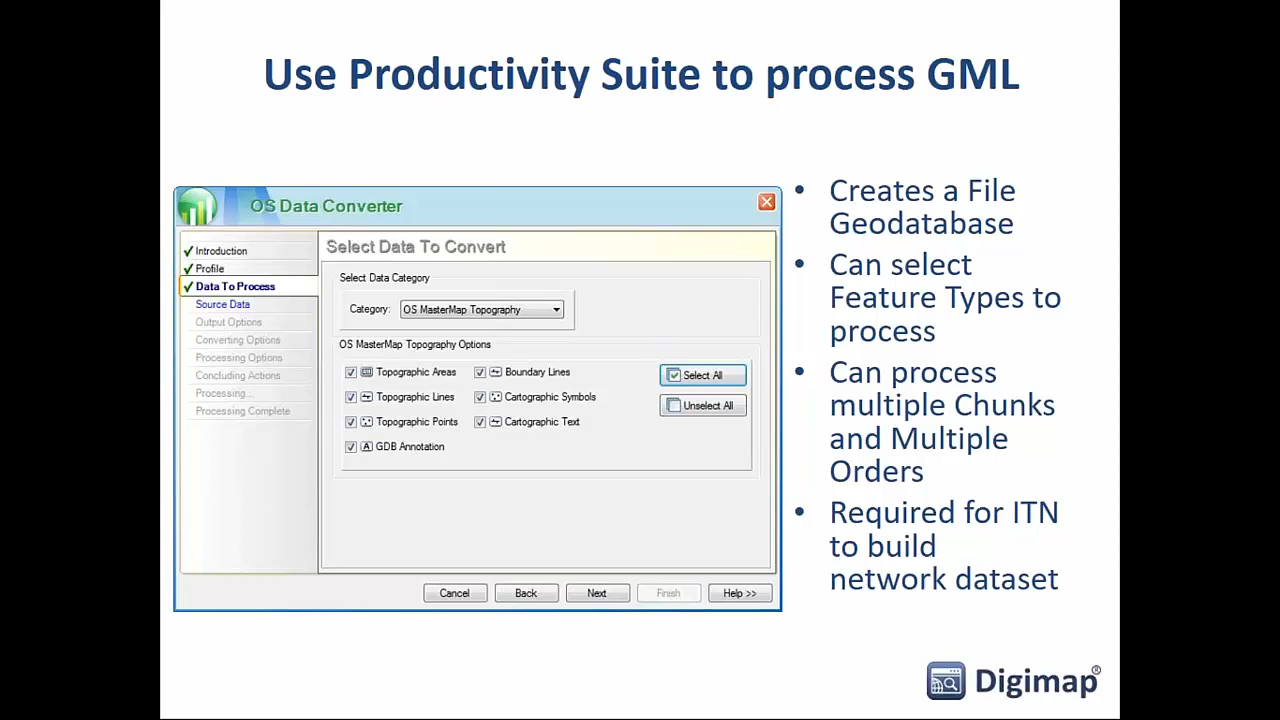 Use Productivity Suite to process GML
OS Data Converter
Introduction
Profile
Data To Process
Source Data
Output Options
Converting Options
Processing Options
Concluding Actions
Processing...
Processing Complete
Select Data To Convert
Select Data Category
Category: OS MasterMap Topography
OS MasterMap Topography Options
Topographic Areas
Boundary Lines
Select All
Topographic Lines
Cartographic Symbols
Unselect All
Topographic Points
Cartographic Text
A GDB Annotation
Cancel
Back
Next
Finish
Help >>
• Creates a File
Geodatabase
• Can select
Feature Types to
process
• Can process
multiple Chunks
and Multiple
Orders
• Required for ITN
to build
network dataset
Digimap®